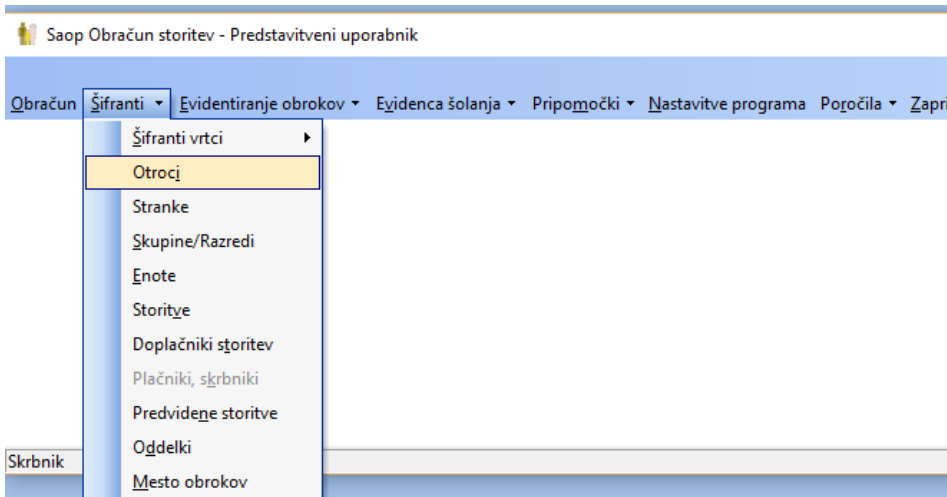 Saop Obračun storitev - Predstavitveni uporabnik
Obračun Šifranti Evidentiranje obrokov Evidenca šolanja Pripomočki Nastavitve programa Poročila Zapri
Šifranti vrtci
Otroci
Stranke
Skupine/Razredi
Enote
Storitve
Doplačniki storitev
Plačniki, skrbniki
Predvidene storitve
Oddelki
Skrbnik
Mesto obrokov